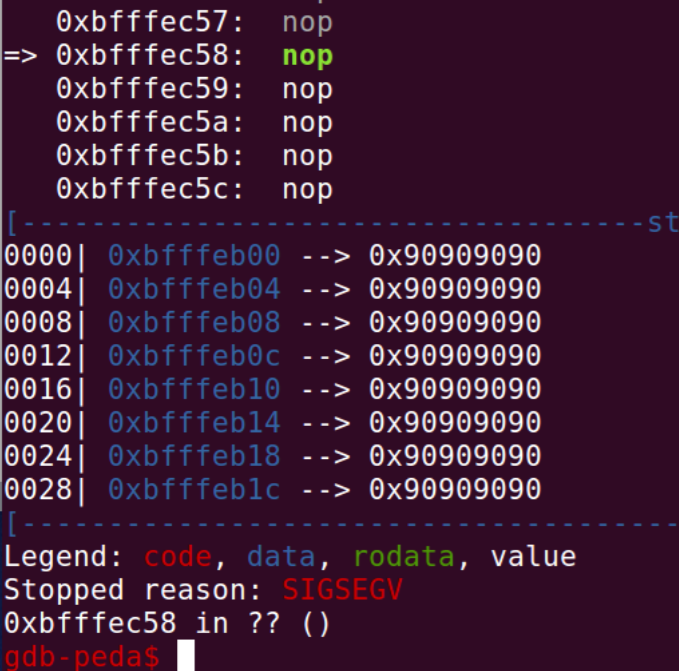 0xbfffec57:  nop
=> 0xbfffec58:  nop
0xbfffec59:  nop
0xbfffec5a:  nop
0xbfffec5b:  nop
0xbfffec5c:  nop
[------------------------------------st
0000| 0xbfffeb00 --> 0x90909090
0004| 0xbfffeb04 --> 0x90909090
0008| 0xbfffeb08 --> 0x90909090
0012| 0xbfffeb0c --> 0x90909090
0016| 0xbfffeb10 --> 0x90909090
0020| 0xbfffeb14 --> 0x90909090
0024| 0xbfffeb18 --> 0x90909090
0028| 0xbfffeb1c --> 0x90909090
[--------------------------------------
Legend: code, data, rodata, value
Stopped reason: SIGSEGV
0xbfffec58 in ?? ()
gdb-peda$